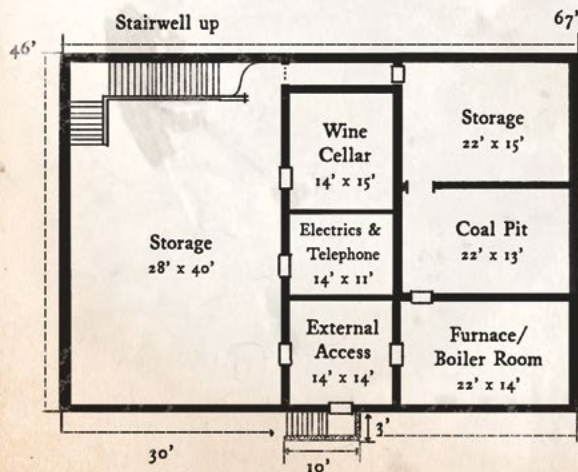 Stairwell up
67'
46'
Wine
Cellar
14' x 15'
Storage
22' x 15'
Storage
28' x 40'
Electrics &
Telephone
14' x 11'
Coal Pit
22' x 13'
External
Access
14' x 14'
Furnace/
Boiler Room
22' x 14'
3'
30'
10'